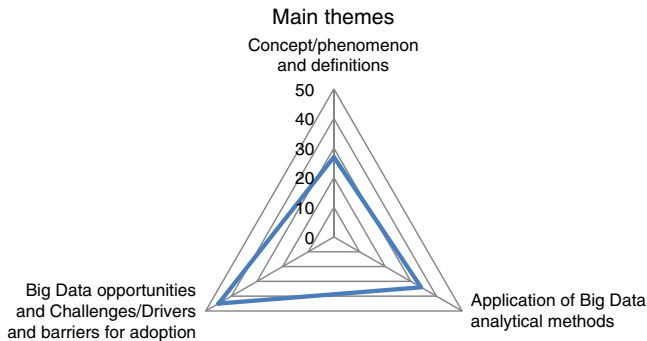 Main themes
Concept/phenomenon
and definitions
50
40
30
20
10
0
Big Data opportunities
and Challenges/Drivers
and barriers for adoption
Application of Big Data
analytical methods